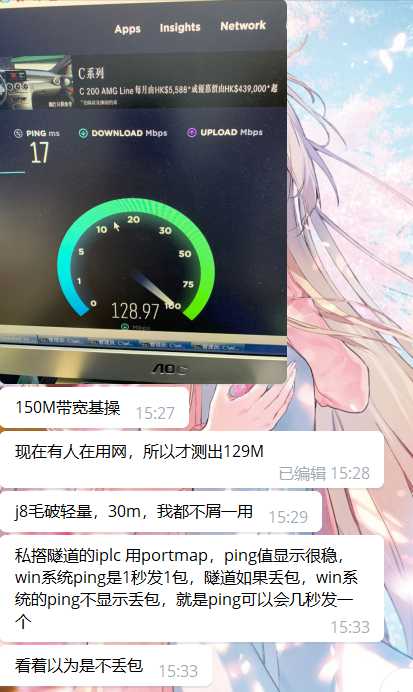 Apps Insights Network
C系列
C 200 AMG Line 每月由HK$5,588*或優惠價由HK$439,000*起
PING ms DOWNLOAD Mbps UPLOAD Mbps
17
0 1 5 10 20 30 50 75 100
128.97
Mbps
AOC
150M带宽基操 15:27
现在有人在用网，所以才测出129M
已编辑 15:28
j8毛破轻量，30m，我都不屑一用 15:29
私搭隧道的iplc 用portmap，ping值显示很稳，
win系统ping是1秒发1包，隧道如果丢包，win系
统的ping不显示丢包，就是ping可以会几秒发一
个
15:33
看着以为是不丢包 15:33